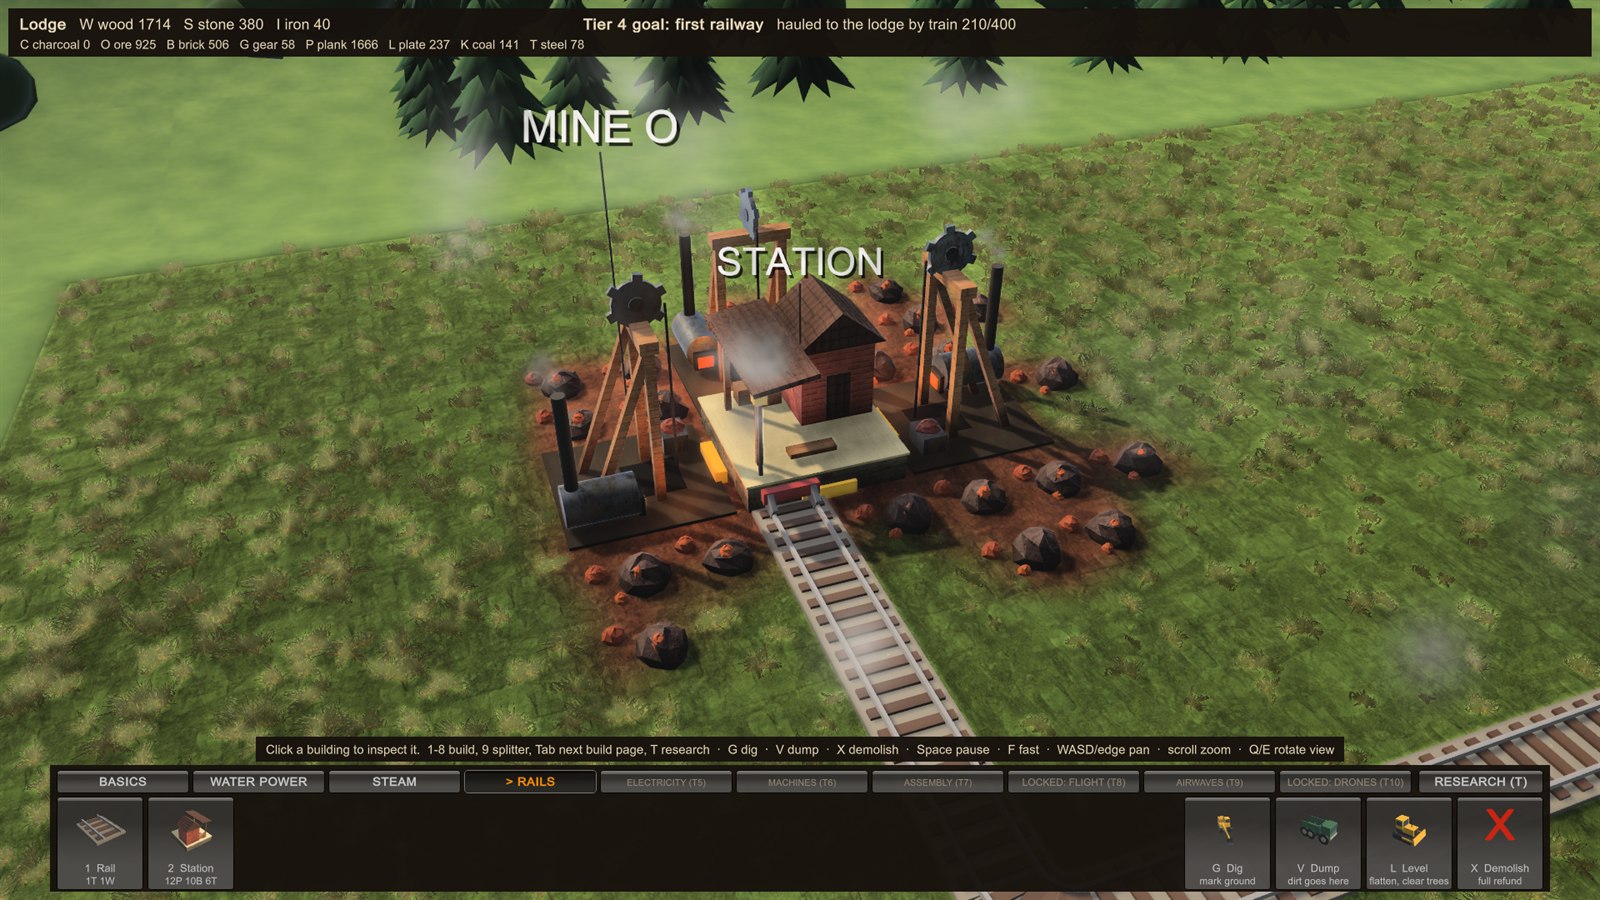 Lodge W wood 1714 S stone 380 I iron 40
Tier 4 goal: first railway hauled to the lodge by train 210/400
C charcoal 0 O ore 925 B brick 506 G gear 58 P plank 1666 L plate 237 K coal 141 T steel 78
MINE O
STATION
Click a building to inspect it. 1-8 build, 9 splitter, Tab next build page, T research · G dig · V dump · X demolish · Space pause · F fast · WASD/edge pan · scroll zoom · Q/E rotate view
BASICS
WATER POWER
STEAM
> RAILS
ELECTRICITY (T5)
MACHINES (T6)
ASSEMBLY (T7)
LOCKED: FLIGHT (T8)
AIRWAVES (T9)
LOCKED: DRONES (T10)
RESEARCH (T)
1 Rail
1T 1W
2 Station
12P 10B 6T
G Dig
mark ground
V Dump
dirt goes here
L Level
flatten, clear trees
X Demolish
full refund